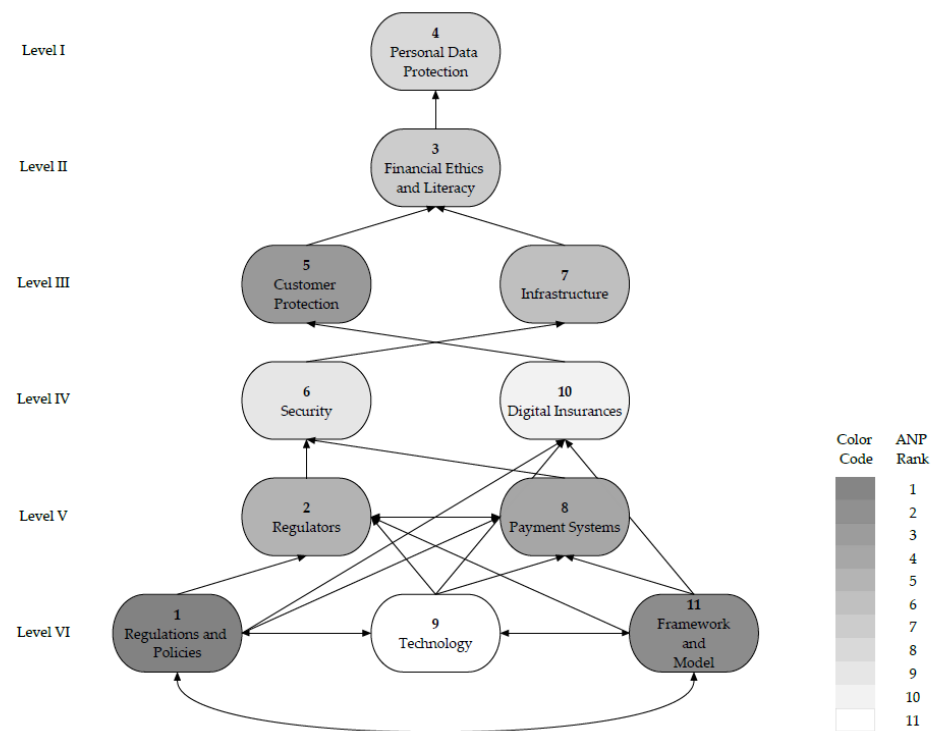 Level I
4
Personal Data
Protection
Level II
3
Financial Ethics
and Literacy
Level III
5
Customer
Protection
7
Infrastructure
Level IV
6
Security
10
Digital Insurances
Level V
2
Regulators
8
Payment Systems
Level VI
1
Regulations and
Policies
9
Technology
11
Framework
and
Model
Color
Code
ANP
Rank
1
2
3
4
5
6
7
8
9
10
11